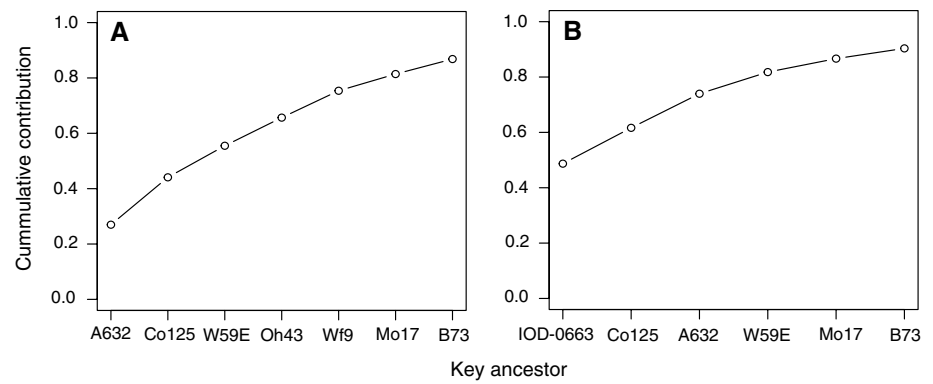 A
B
Cummulative contribution
1.0
0.8
0.6
0.4
0.2
0.0
A632 Co125 W59E Oh43 Wf9 Mo17 B73
1.0
0.8
0.6
0.4
0.2
0.0
IOD-0663 Co125 A632 W59E Mo17 B73
Key ancestor